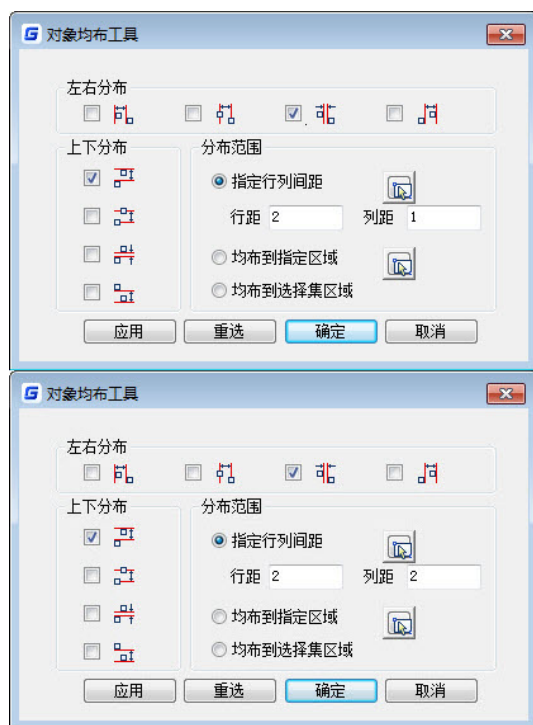 对象均布工具
左右分布
上下分布
分布范围
指定行列间距
行距 2 列距 1
均布到指定区域
均布到选择集区域
应用 重选 确定 取消
对象均布工具
左右分布
上下分布
分布范围
指定行列间距
行距 2 列距 2
均布到指定区域
均布到选择集区域
应用 重选 确定 取消